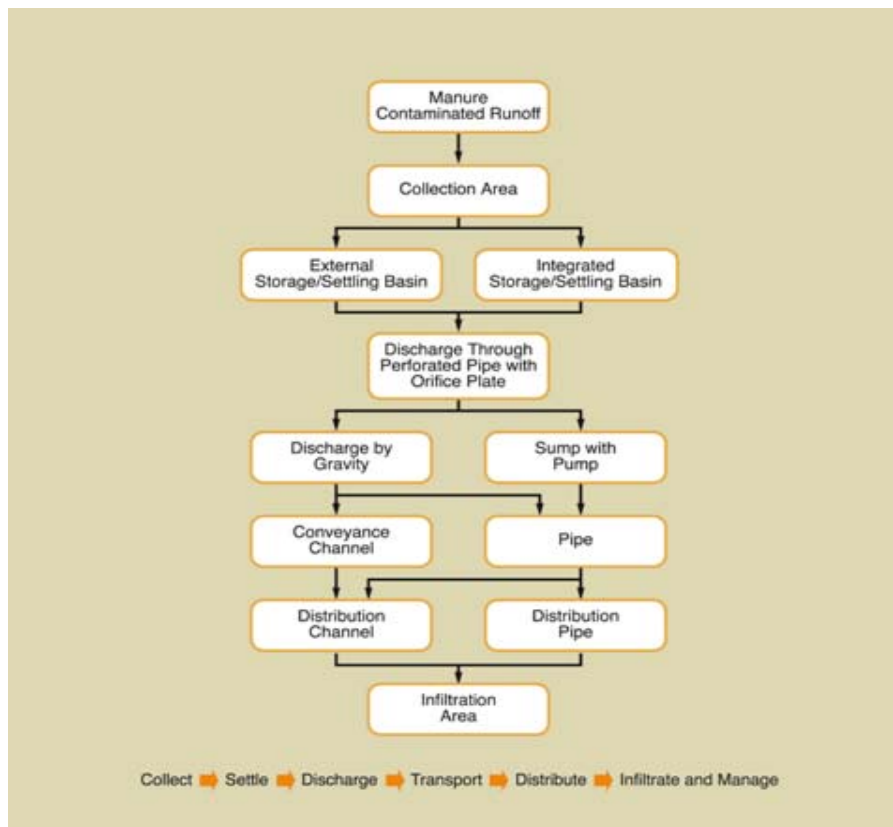 Manure
Contaminated Runoff
Collection Area
External
Storage/Settling Basin
Integrated
Storage/Settling Basin
Discharge Through
Perforated Pipe with
Orifice Plate
Discharge by
Gravity
Sump with
Pump
Conveyance
Channel
Pipe
Distribution
Channel
Distribution
Pipe
Infiltration
Area
Collect Settle Discharge Transport Distribute Infiltrate and Manage